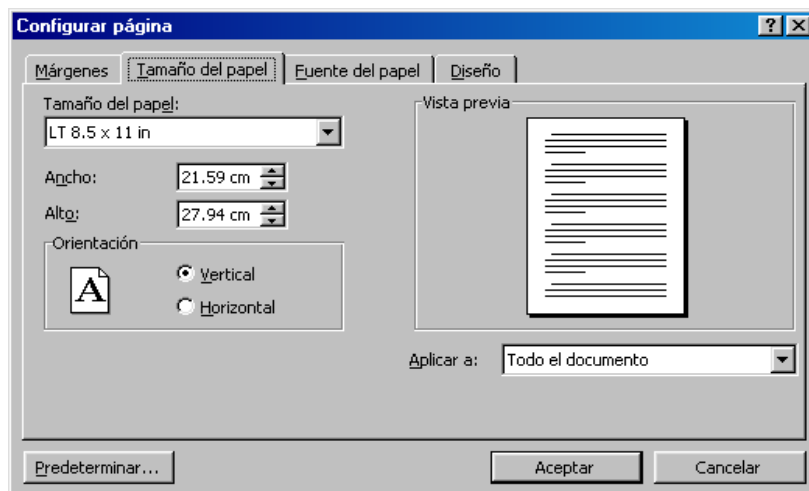 Configurar página
Márgenes
Tamaño del papel
Fuente del papel
Diseño
Tamaño del papel:
LT 8.5 x 11 in
Ancho:
21.59 cm
Alto:
27.94 cm
Orientación
A
Vertical
Horizontal
Vista previa
Aplicar a:
Todo el documento
Predeterminar...
Aceptar
Cancelar